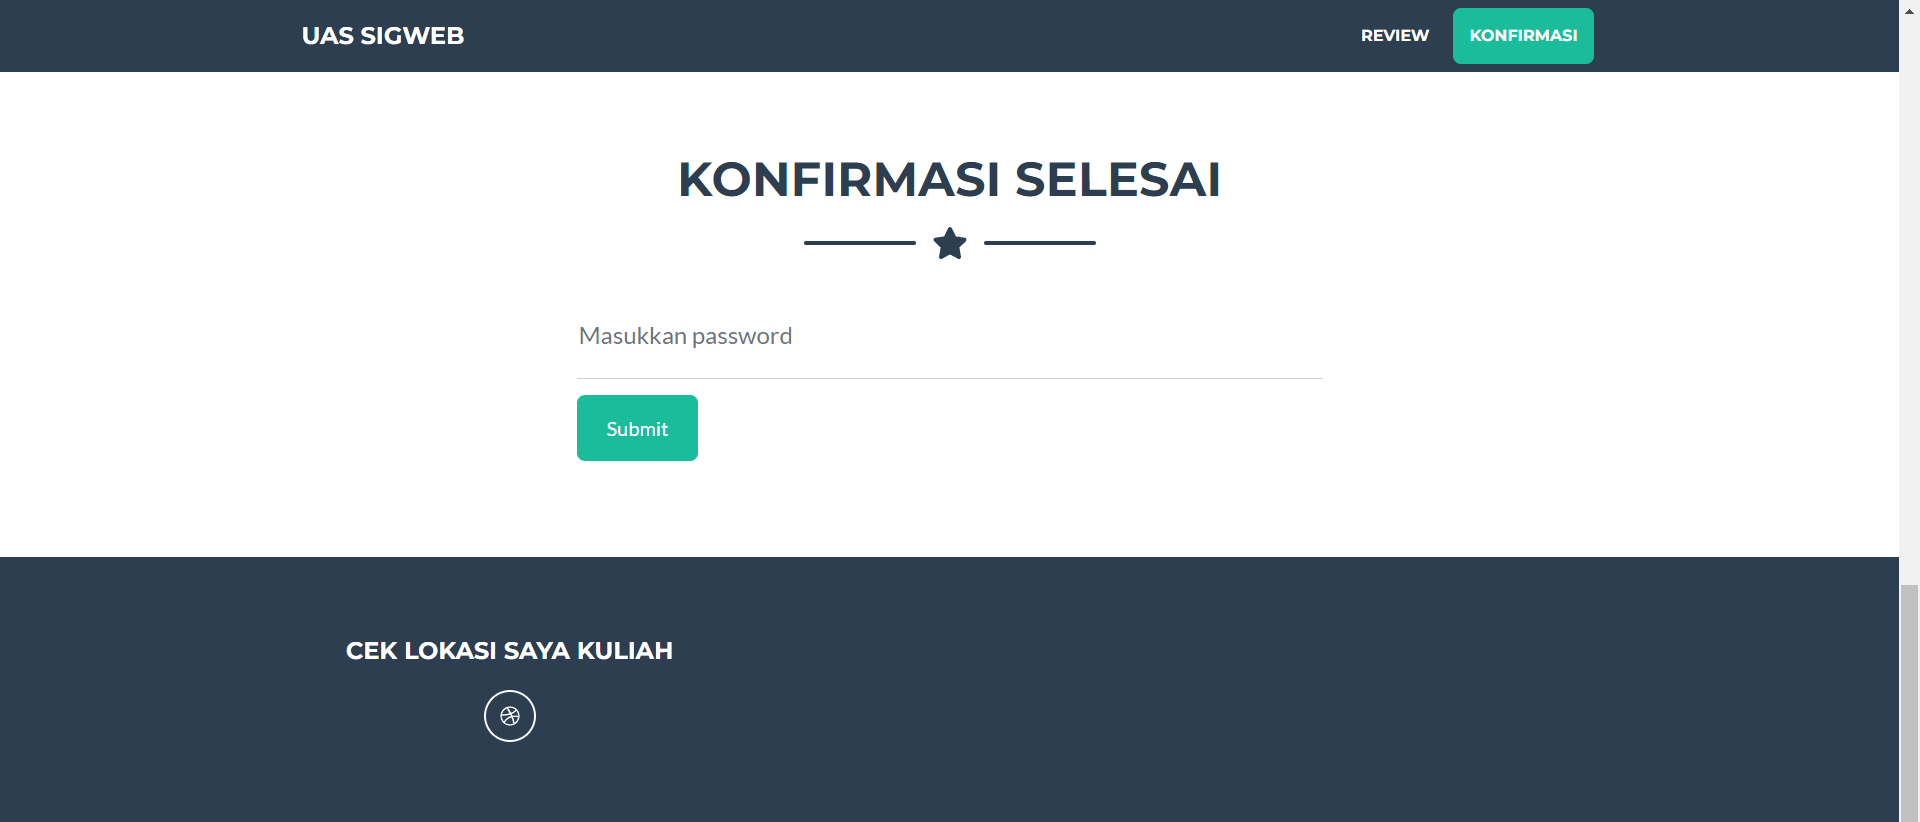 UAS SIGWEB
REVIEW
KONFIRMASI
KONFIRMASI SELESAI
Masukkan password
Submit
CEK LOKASI SAYA KULIAH